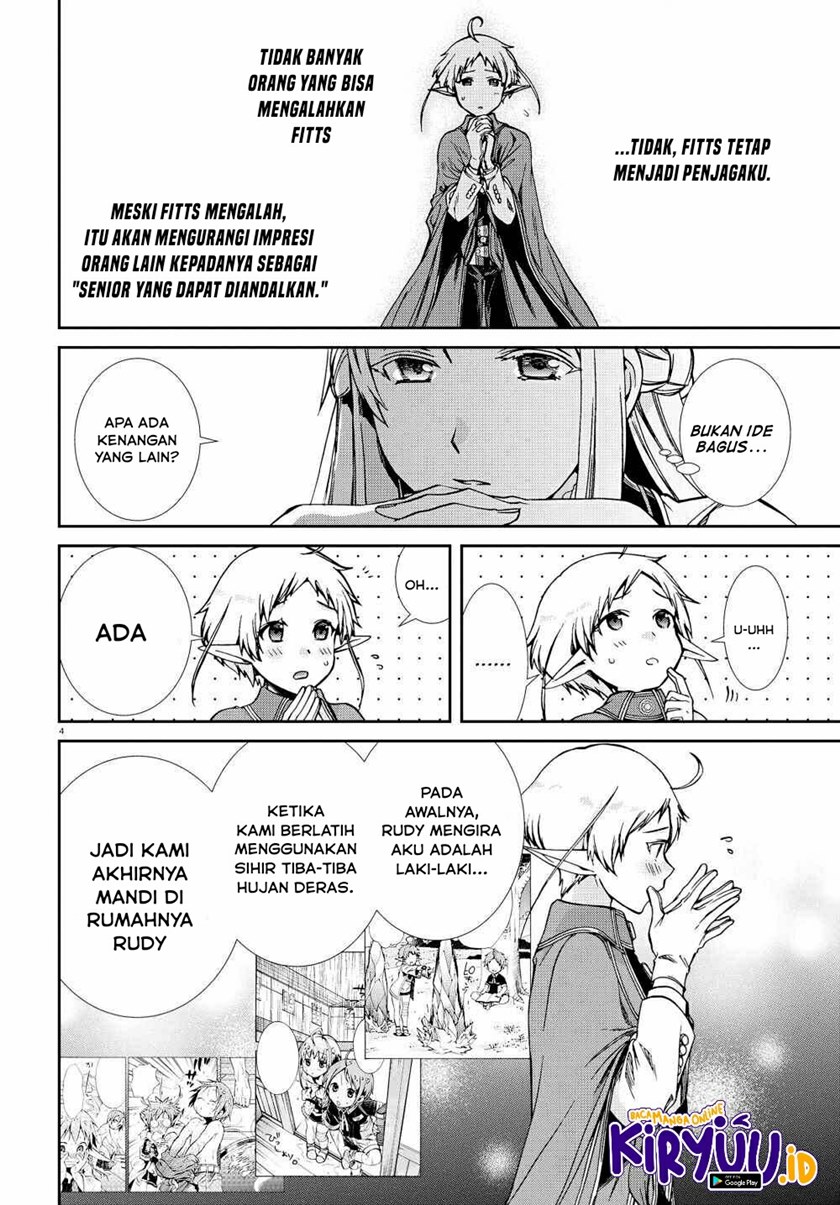 ...TIDAK, FITTS TETAP
MENJADI PENJAGAKU.
TIDAK BANYAK
ORANG YANG BISA
MENGALAHKAN
FITTS
MESKI FITTS MENGALAH,
ITU AKAN MENGURANGI IMPRESI
ORANG LAIN KEPADANYA SEBAGAI
"SENIOR YANG DAPAT DIANDALKAN."
BUKAN IDE
BAGUS...
APA ADA
KENANGAN
YANG LAIN?
U-UHH
...
......
OH...
ADA
4
PADA
AWALNYA,
RUDY MENGIRA
AKU ADALAH
LAKI-LAKI...
KETIKA
KAMI BERLATIH
MENGGUNAKAN
SIHIR TIBA-TIBA
HUJAN DERAS.
JADI KAMI
AKHIRNYA
MANDI DI
RUMAHNYA
RUDY
BACA MANGA ONLINE
KIRYUU.ID
Google Play